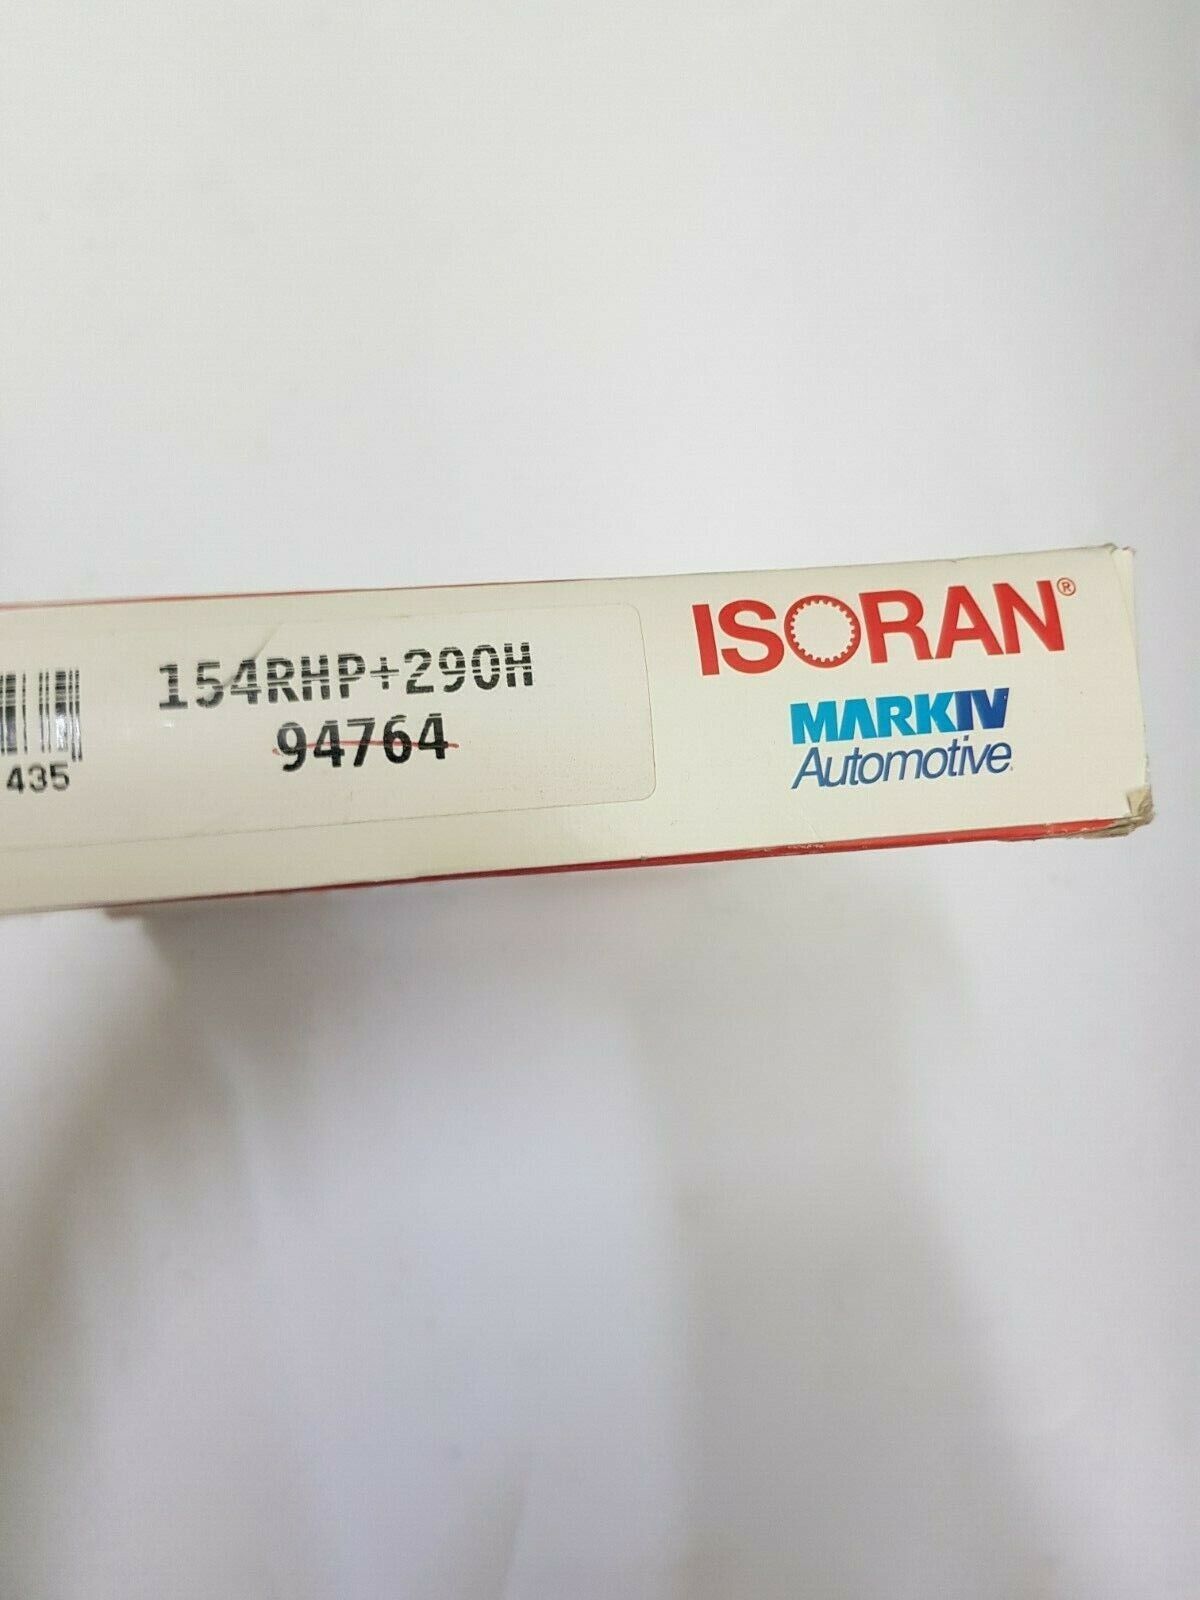 154RHP+290H
94764
435
ISORAN®
MARKIV
Automotive